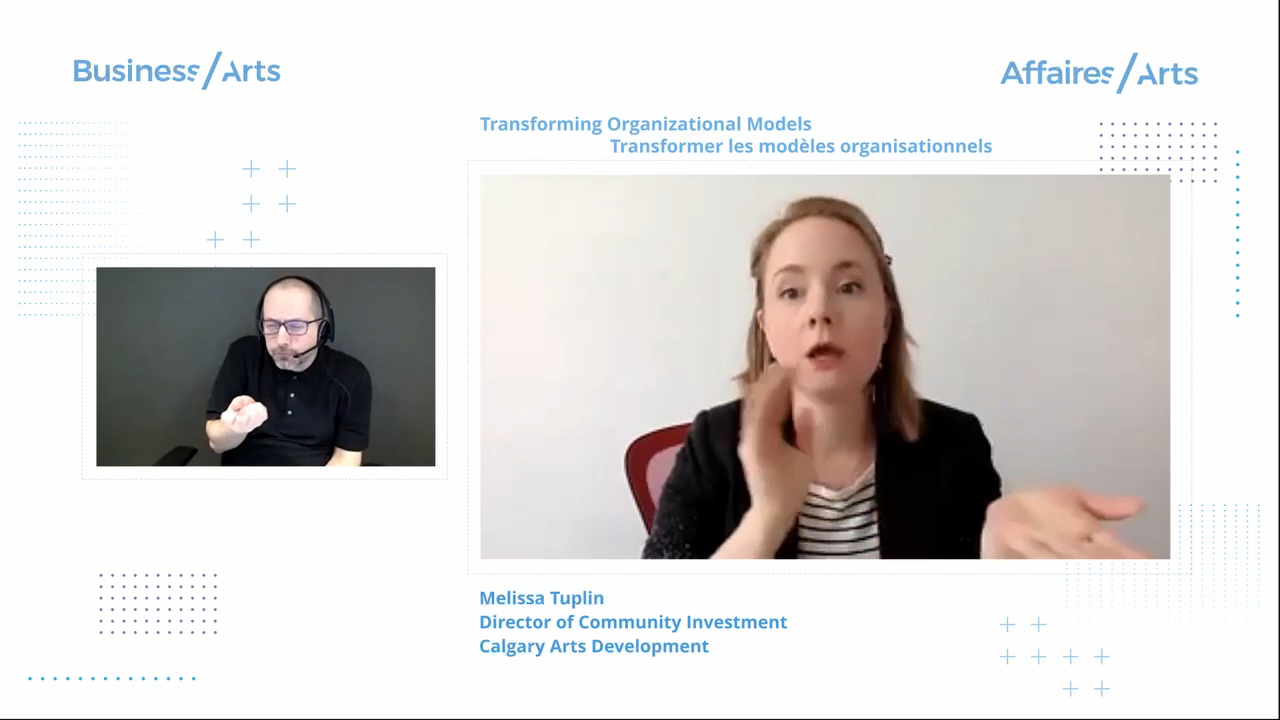 Business/Arts
Affaires/Arts
Transforming Organizational Models
Transformer les modèles organisationnels
Melissa Tuplin
Director of Community Investment
Calgary Arts Development